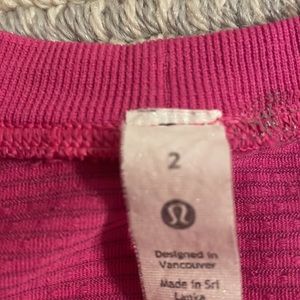 2
Designed in
Vancouver
Made in Sri
Lanka